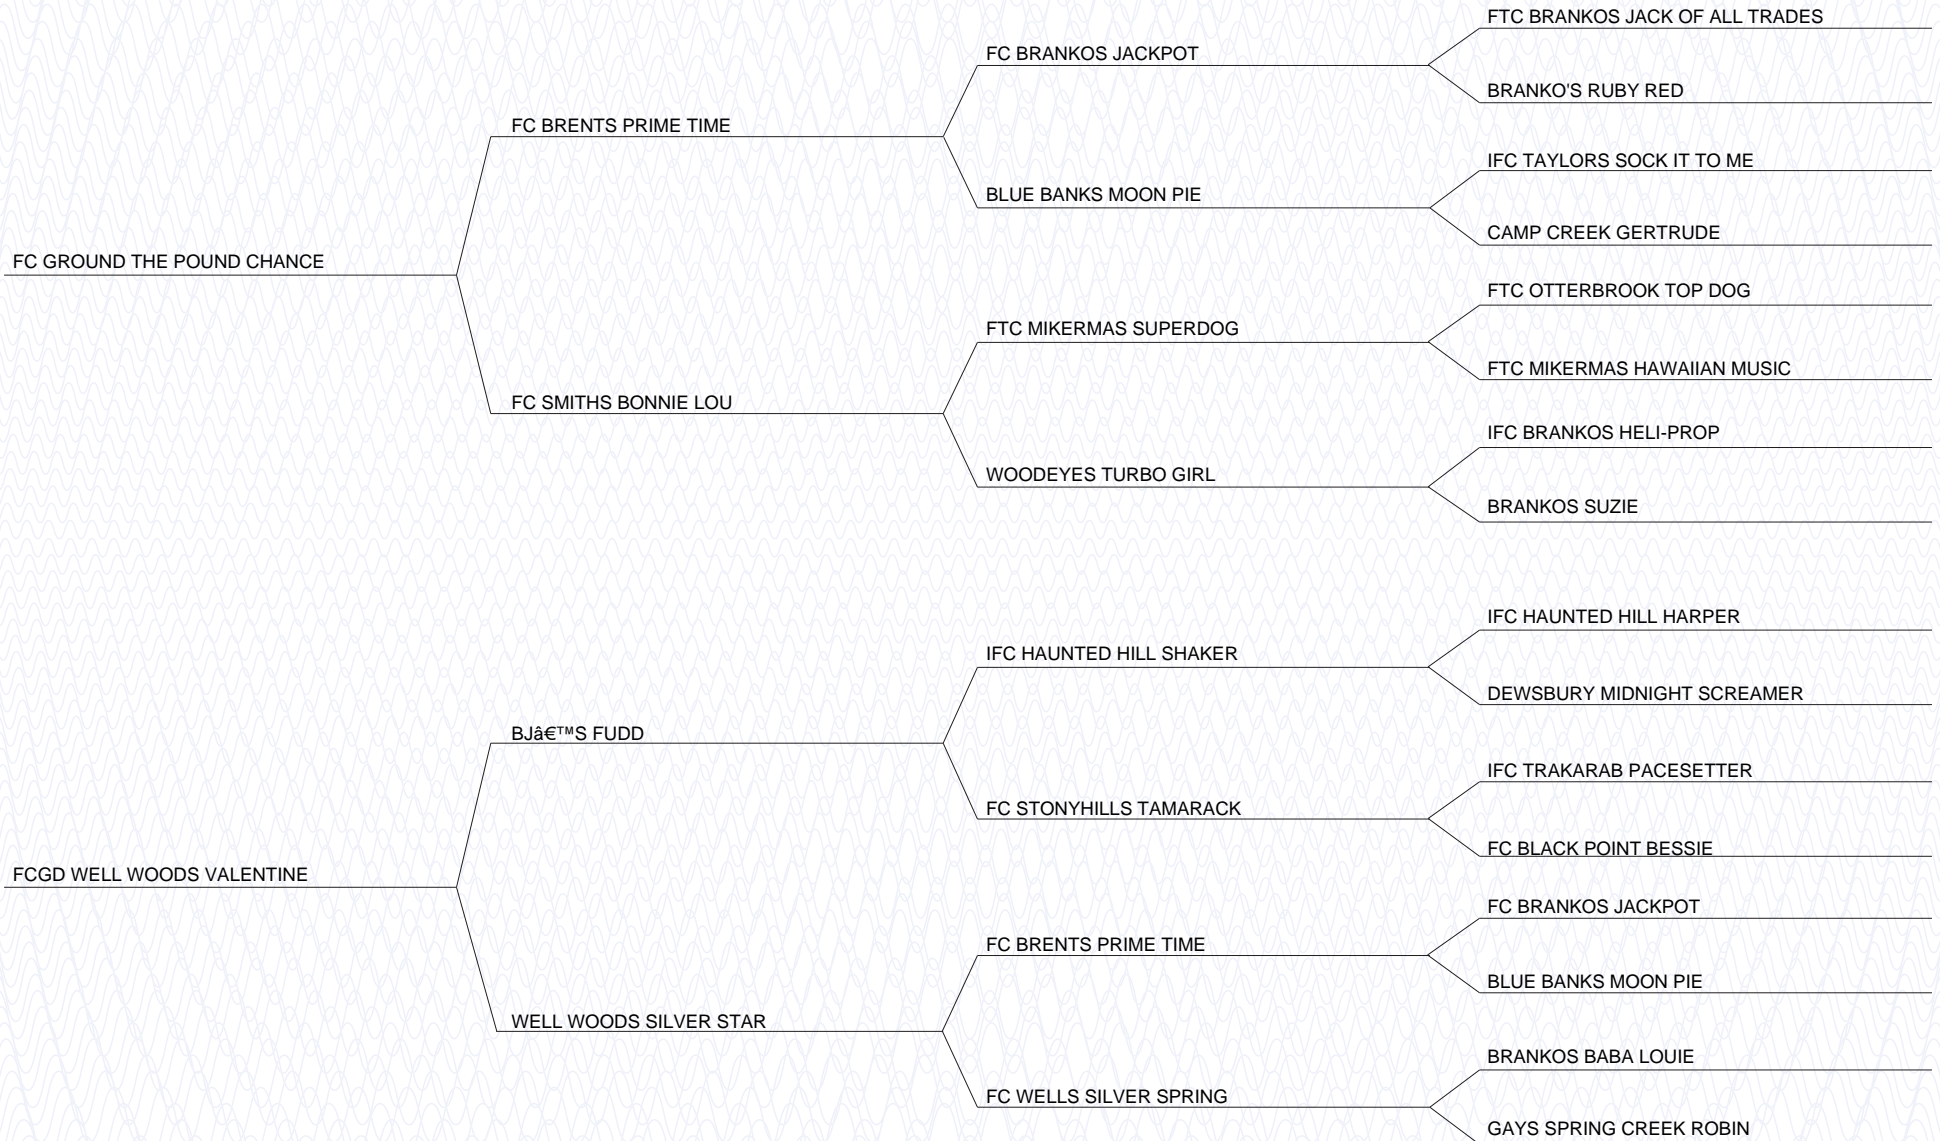 FTC BRANKOS JACK OF ALL TRADES
FC BRANKOS JACKPOT
BRANKO'S RUBY RED
FC BRENTS PRIME TIME
IFC TAYLORS SOCK IT TO ME
BLUE BANKS MOON PIE
CAMP CREEK GERTRUDE
FC GROUND THE POUND CHANCE
FTC OTTERBROOK TOP DOG
FTC MIKERMAS SUPERDOG
FTC MIKERMAS HAWAIIAN MUSIC
FC SMITHS BONNIE LOU
IFC BRANKOS HELI-PROP
WOODEYES TURBO GIRL
BRANKOS SUZIE
IFC HAUNTED HILL HARPER
IFC HAUNTED HILL SHAKER
DEWSBURY MIDNIGHT SCREAMER
BJâ€™S FUDD
IFC TRAKARAB PACESETTER
FC STONYHILLS TAMARACK
FC BLACK POINT BESSIE
FCGD WELL WOODS VALENTINE
FC BRANKOS JACKPOT
FC BRENTS PRIME TIME
BLUE BANKS MOON PIE
WELL WOODS SILVER STAR
BRANKOS BABA LOUIE
FC WELLS SILVER SPRING
GAYS SPRING CREEK ROBIN